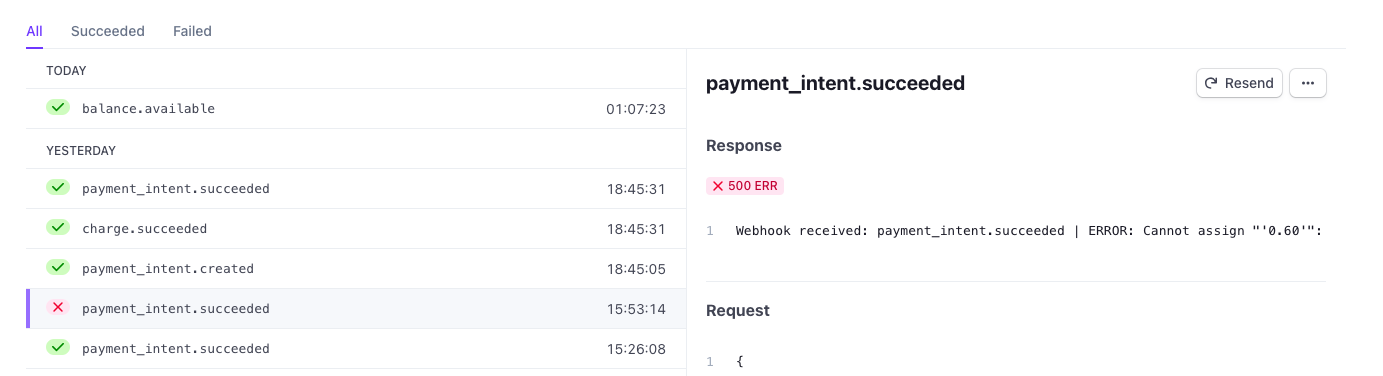 All Succeeded Failed
TODAY
balance.available 01:07:23
YESTERDAY
payment_intent.succeeded 18:45:31
charge.succeeded 18:45:31
payment_intent.created 18:45:05
payment_intent.succeeded 15:53:14
payment_intent.succeeded 15:26:08
payment_intent.succeeded
Resend
Response
500 ERR
1 Webhook received: payment_intent.succeeded | ERROR: Cannot assign "'0.60'":
Request
1 {